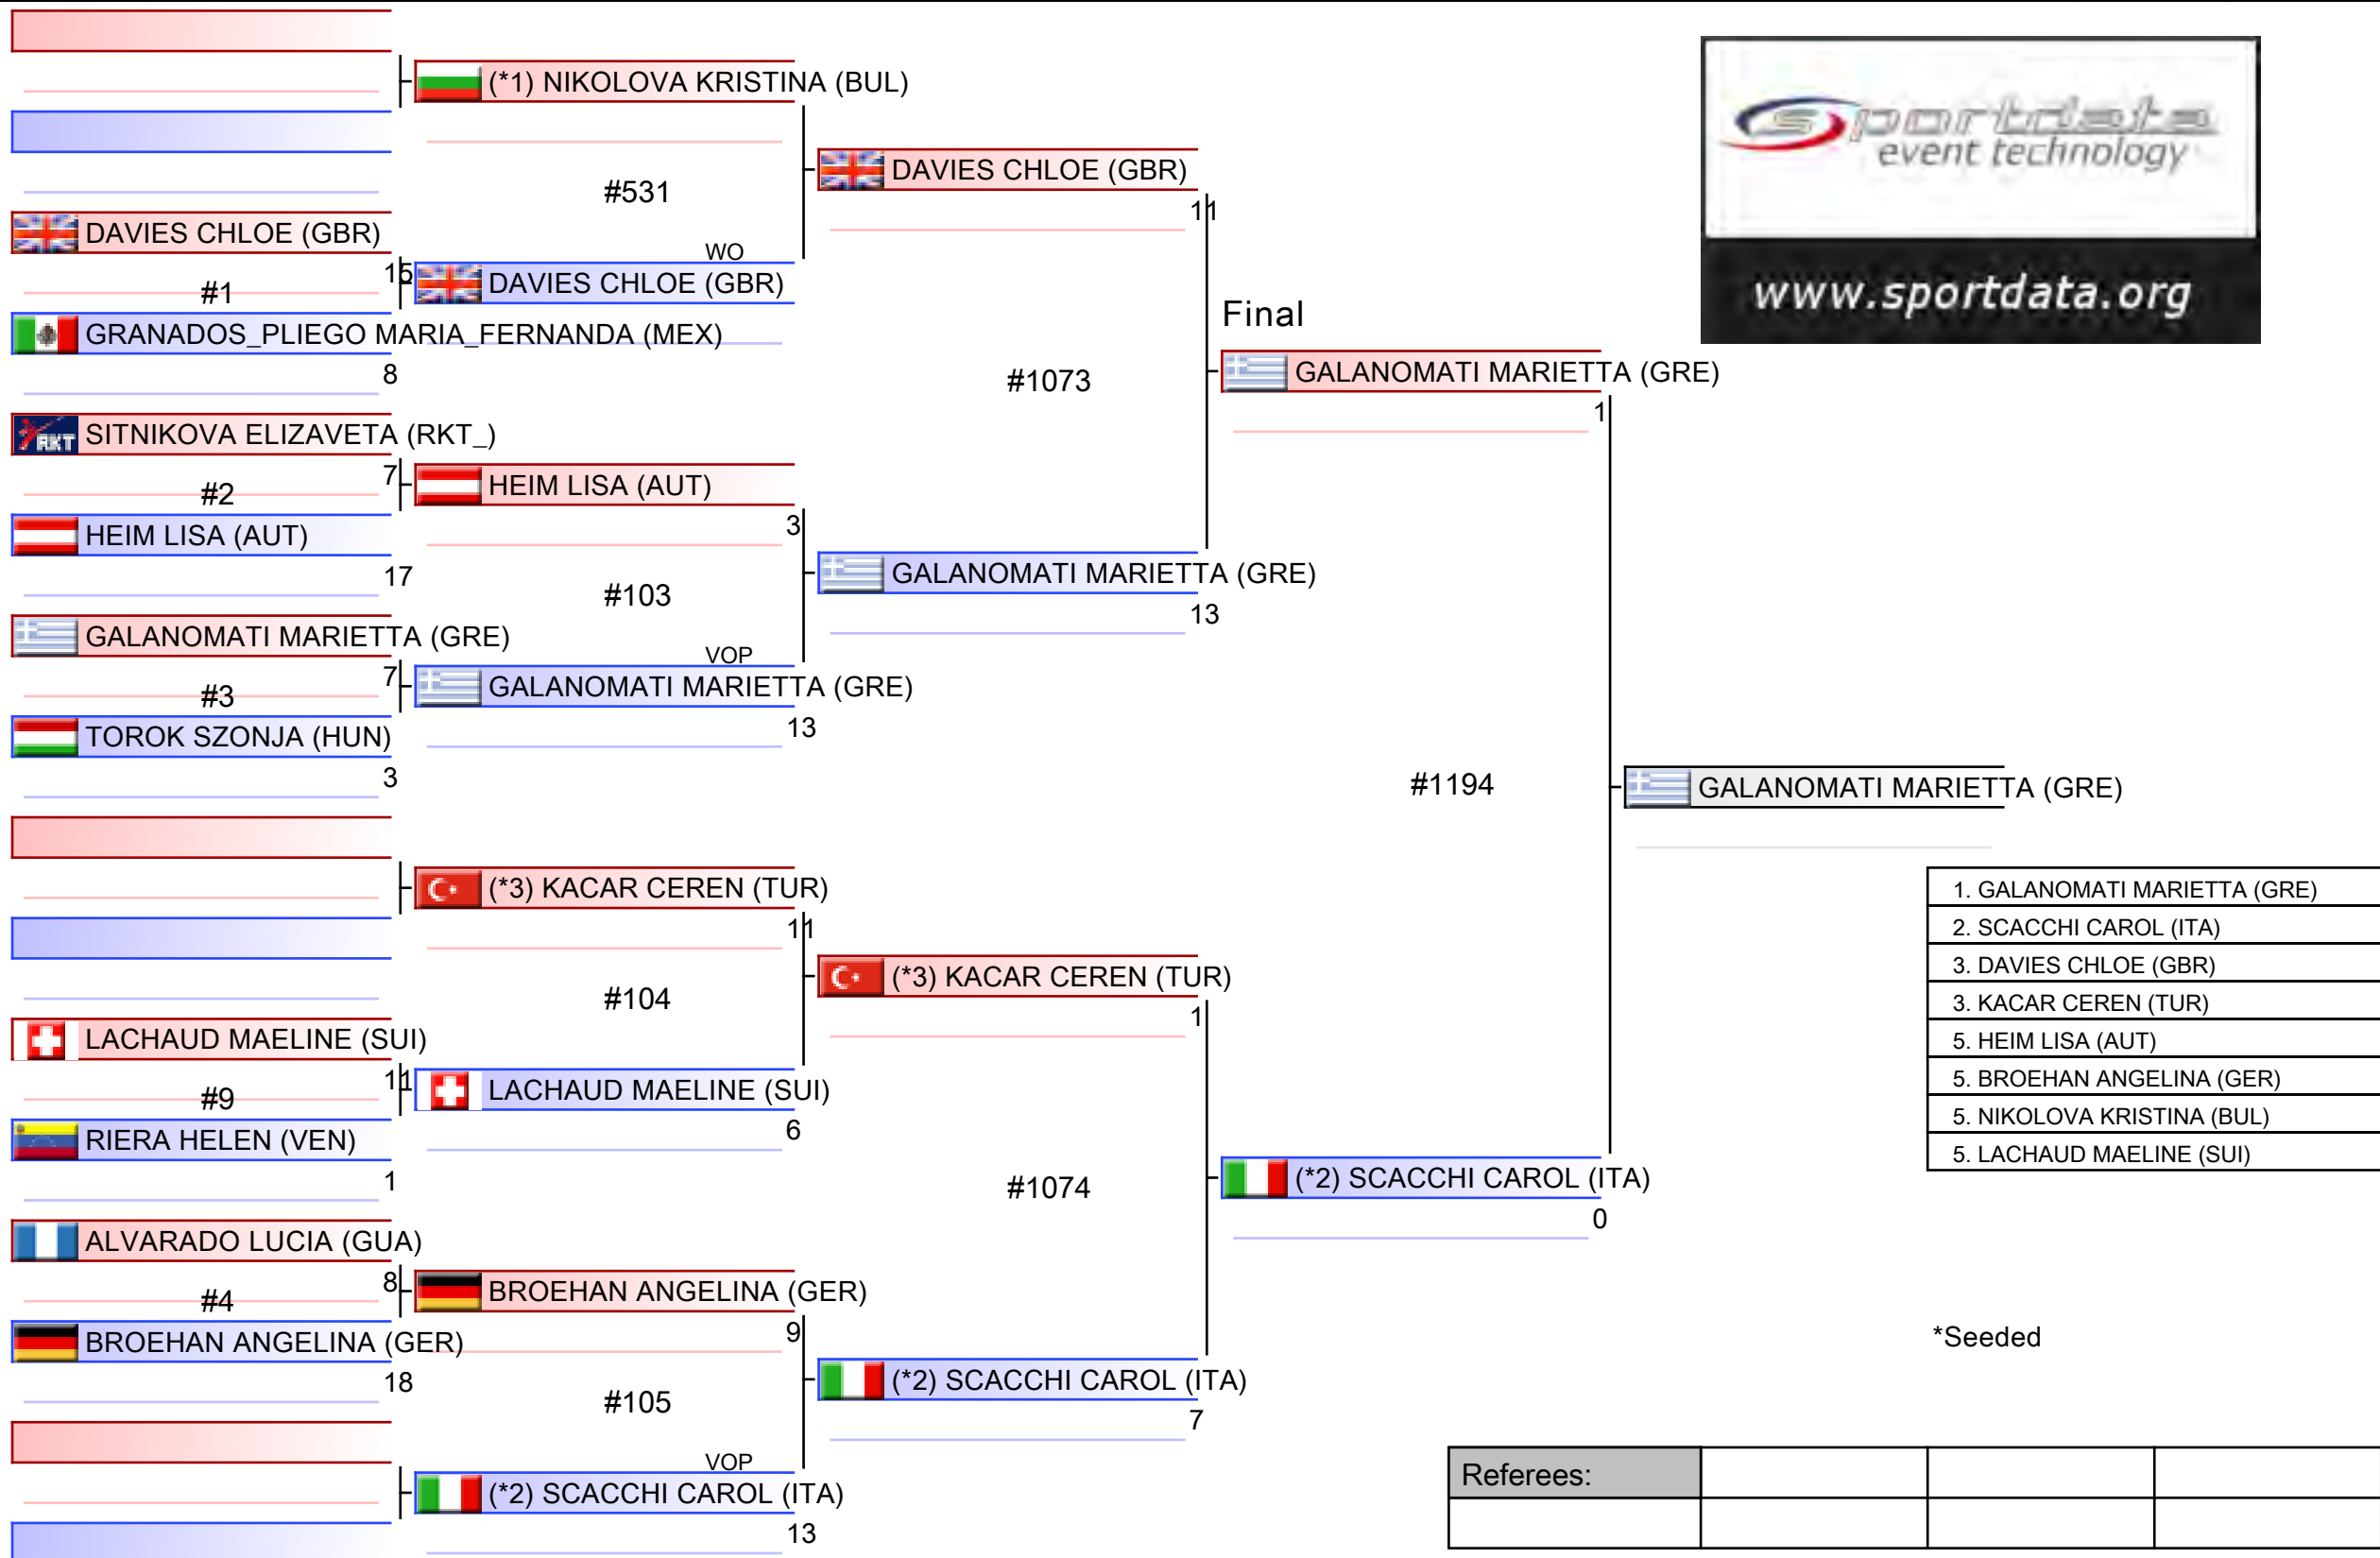 (*1) NIKOLOVA KRISTINA (BUL)
#531
WO
DAVIES CHLOE (GBR)
15
#1
GRANADOS_PLIEGO MARIA_FERNANDA (MEX)
8
DAVIES CHLOE (GBR)
DAVIES CHLOE (GBR)
11
SITNIKOVA ELIZAVETA (RKT_)
RKT
7
#2
HEIM LISA (AUT)
17
HEIM LISA (AUT)
3
#103
VOP
GALANOMATI MARIETTA (GRE)
7
#3
TOROK SZONJA (HUN)
3
GALANOMATI MARIETTA (GRE)
13
#1073
GALANOMATI MARIETTA (GRE)
13
Final
GALANOMATI MARIETTA (GRE)
1
#1194
GALANOMATI MARIETTA (GRE)
(*3) KACAR CEREN (TUR)
11
#104
LACHAUD MAELINE (SUI)
11
#9
RIERA HELEN (VEN)
1
LACHAUD MAELINE (SUI)
6
(*3) KACAR CEREN (TUR)
1
#1074
ALVARADO LUCIA (GUA)
8
#4
BROEHAN ANGELINA (GER)
18
BROEHAN ANGELINA (GER)
9
#105
VOP
(*2) SCACCHI CAROL (ITA)
13
(*2) SCACCHI CAROL (ITA)
7
(*2) SCACCHI CAROL (ITA)
0
sportdata
event technology
www.sportdata.org
1. GALANOMATI MARIETTA (GRE)
2. SCACCHI CAROL (ITA)
3. DAVIES CHLOE (GBR)
3. KACAR CEREN (TUR)
5. HEIM LISA (AUT)
5. BROEHAN ANGELINA (GER)
5. NIKOLOVA KRISTINA (BUL)
5. LACHAUD MAELINE (SUI)
*Seeded
Referees: